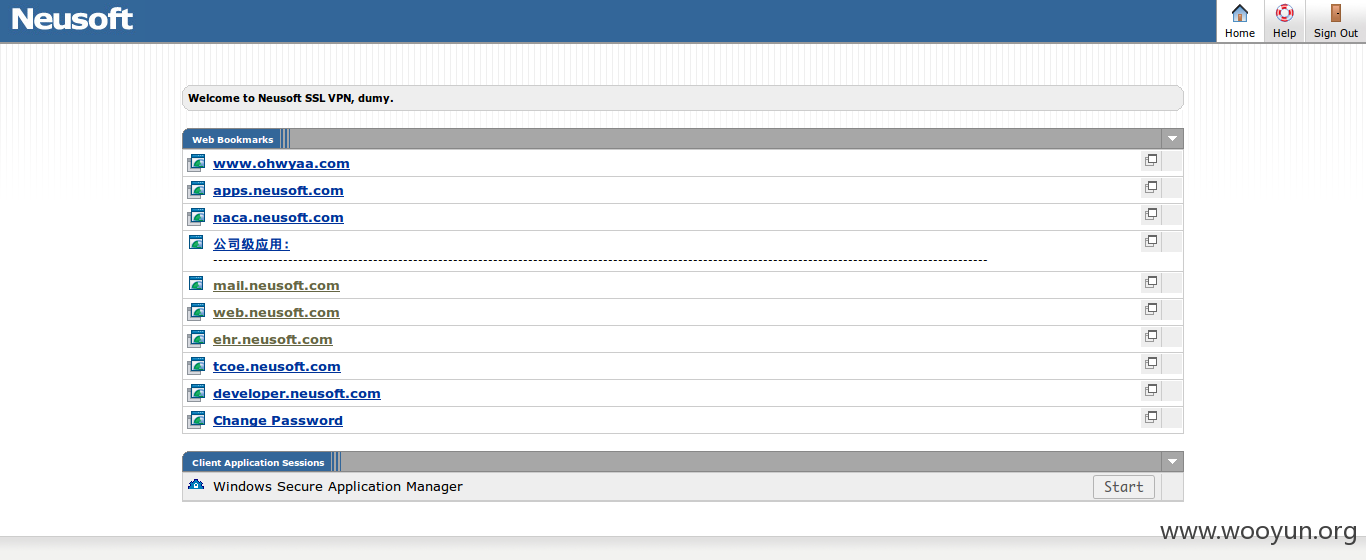 Neusoft
Home
Help
Sign Out
Welcome to Neusoft SSL VPN, dumy.
Web Bookmarks
www.ohwyaa.com
apps.neusoft.com
naca.neusoft.com
公司级应用:
mail.neusoft.com
web.neusoft.com
ehr.neusoft.com
tcoe.neusoft.com
developer.neusoft.com
Change Password
Client Application Sessions
Windows Secure Application Manager
Start
www.wooyun.org